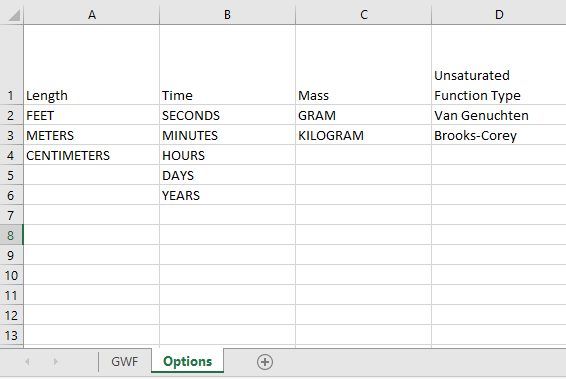 A B C D
Unsaturated
1 Length Time Mass Function Type
2 FEET SECONDS GRAM Van Genuchten
3 METERS MINUTES KILOGRAM Brooks-Corey
4 CENTIMETERS HOURS
5 DAYS
6 YEARS
7
8
9
10
11
12
13
GWF Options